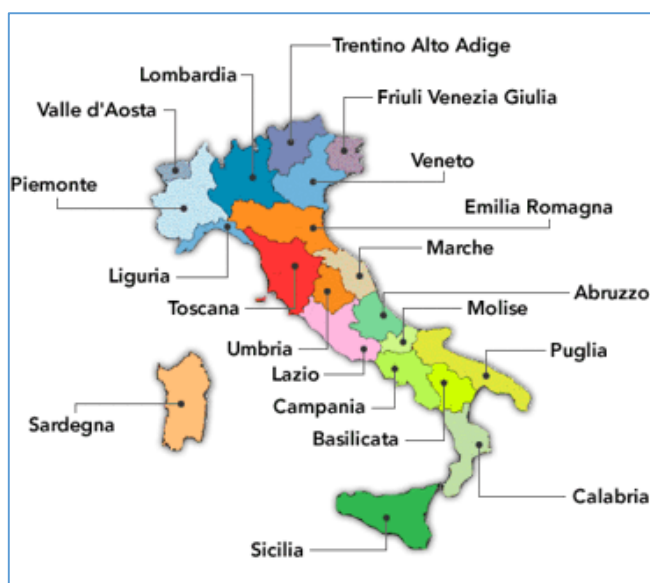 Trentino Alto Adige
Lombardia
Friuli Venezia Giulia
Valle d'Aosta
Veneto
Piemonte
Emilia Romagna
Marche
Liguria
Abruzzo
Toscana
Molise
Umbria
Puglia
Lazio
Campania
Sardegna
Basilicata
Calabria
Sicilia